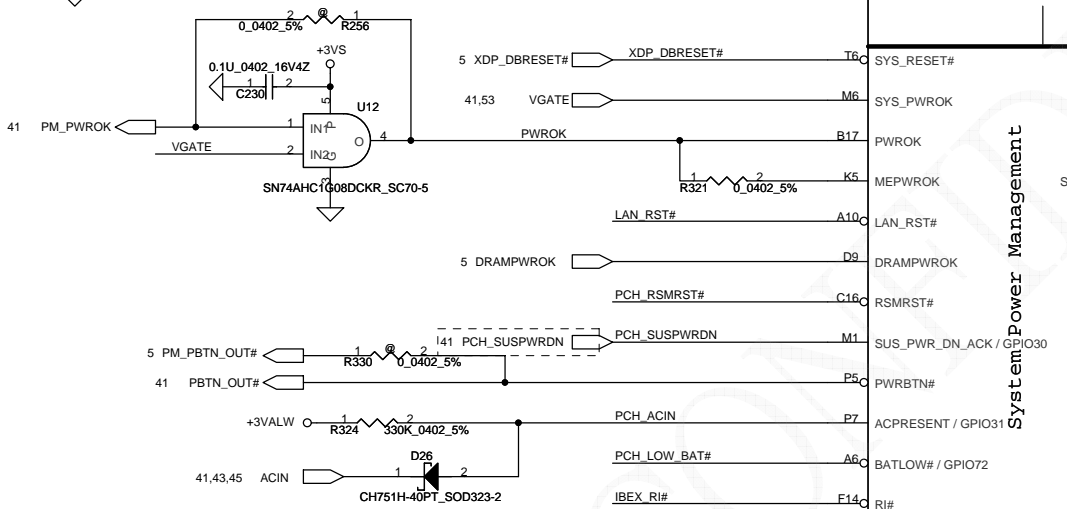 2 @ 1
0_0402_5% R256
+3VS
0.1U_0402_16V4Z
1 2
C230
5
U12
41 PM_PWROK
1 IN1 P
O 4
VGATE
2 IN2 G
3
SN74AHC1G08DCKR_SC70-5
5 XDP_DBRESET# XDP_DBRESET# T6 SYS_RESET#
41,53 VGATE M6 SYS_PWROK
PWROK B17 PWROK
1 2 K5 MEPWROK
R321 0_0402_5%
LAN_RST# A10 LAN_RST#
5 DRAMPWROK D9 DRAMPWROK
PCH_RSMRST# C16 RSMRST#
41 PCH_SUSPWRDN PCH_SUSPWRDN M1 SUS_PWR_DN_ACK / GPIO30
5 PM_PBTN_OUT# 1 @ 2
R330 0_0402_5%
41 PBTN_OUT# P5 PWRBTN#
+3VALW 1 2 PCH_ACIN P7 ACPRESENT / GPIO31
R324 330K_0402_5%
D26
41,43,45 ACIN 1 2
CH751H-40PT_SOD323-2
PCH_LOW_BAT# A6 BATLOW# / GPIO72
IBEX_RI# F14 RI#
System Power Management
S